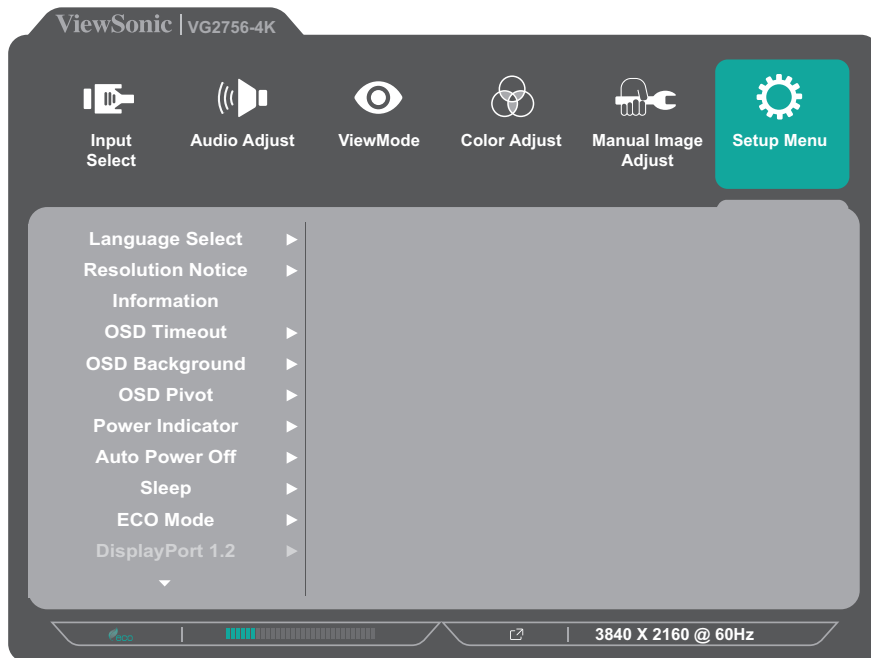 ViewSonic VG2756-4K
Input
Select
Audio Adjust
ViewMode
Color Adjust
Manual Image
Adjust
Setup Menu
Language Select
Resolution Notice
Information
OSD Timeout
OSD Background
OSD Pivot
Power Indicator
Auto Power Off
Sleep
ECO Mode
DisplayPort 1.2
eco
3840 X 2160 @ 60Hz